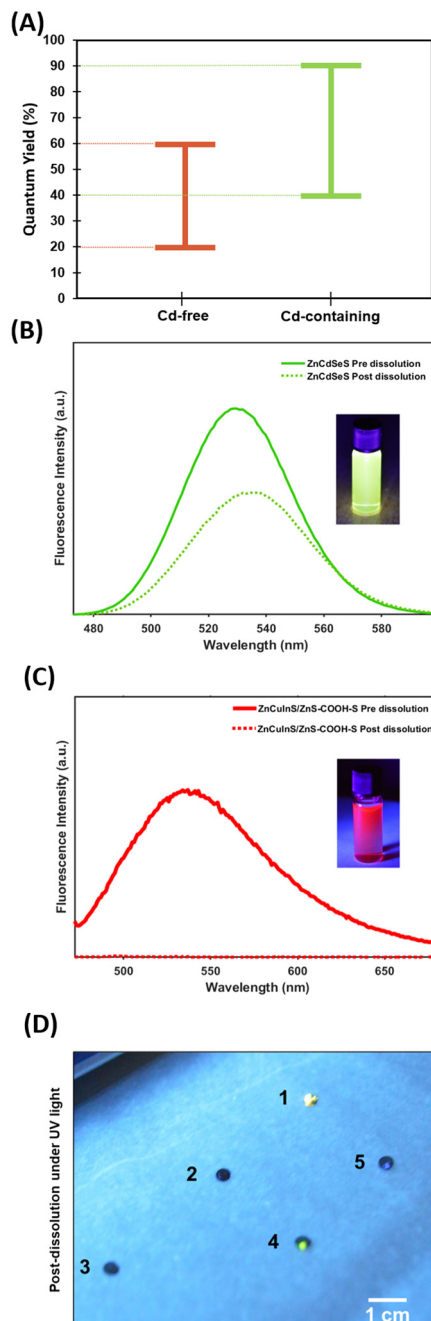 (A)
Quantum Yield (%)
100
90
80
70
60
50
40
30
20
10
0
Cd-free Cd-containing
(B)
Fluorescence Intensity (a.u.)
ZnCdSeS Pre dissolution
ZnCdSeS Post dissolution
480 500 520 540 560 580
Wavelength (nm)
(C)
Fluorescence Intensity (a.u.)
ZnCuInS/ZnS-COOH-S Pre dissolution
ZnCuInS/ZnS-COOH-S Post dissolution
500 550 600 650
Wavelength (nm)
(D)
Post-dissolution under UV light
1
2
5
4
3
1 cm